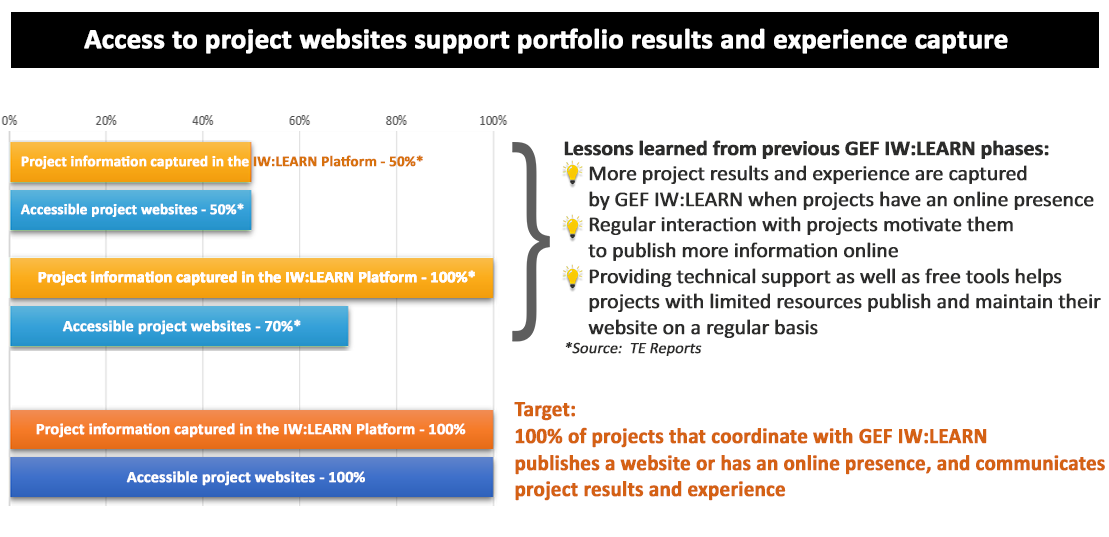 Access to project websites support portfolio results and experience capture
0% 20% 40% 60% 80% 100%
Project information captured in the IW:LEARN Platform - 50%*
Accessible project websites - 50%*
Project information captured in the IW:LEARN Platform - 100%*
Accessible project websites - 70%*
Lessons learned from previous GEF IW:LEARN phases:
More project results and experience are captured
by GEF IW:LEARN when projects have an online presence
Regular interaction with projects motivate them
to publish more information online
Providing technical support as well as free tools helps
projects with limited resources publish and maintain their
website on a regular basis
*Source: TE Reports
Project information captured in the IW:LEARN Platform - 100%
Accessible project websites - 100%
Target:
100% of projects that coordinate with GEF IW:LEARN
publishes a website or has an online presence, and communicates
project results and experience